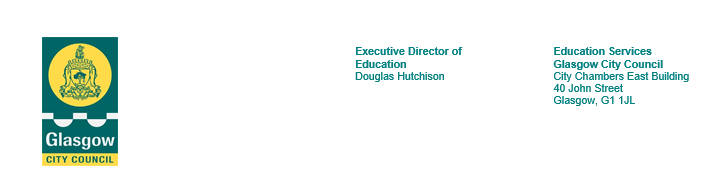 Glasgow
CITY COUNCIL
Executive Director of
Education
Douglas Hutchison
Education Services
Glasgow City Council
City Chambers East Building
40 John Street
Glasgow, G1 1JL